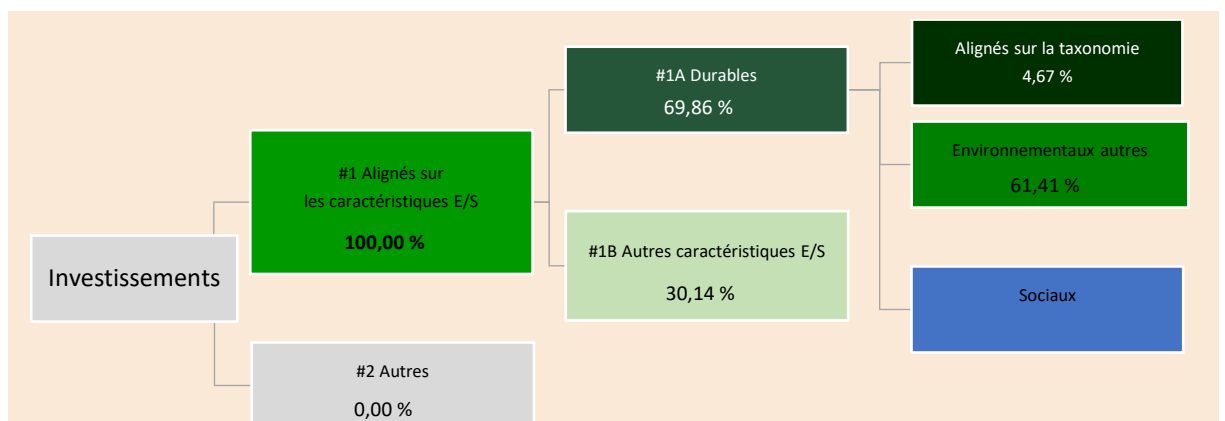 Investissements
#1 Alignés sur
les caractéristiques E/S
100,00 %
#2 Autres
0,00 %
#1A Durables
69,86 %
#1B Autres caractéristiques E/S
30,14 %
Alignés sur la taxonomie
4,67 %
Environnementaux autres
61,41 %
Sociaux